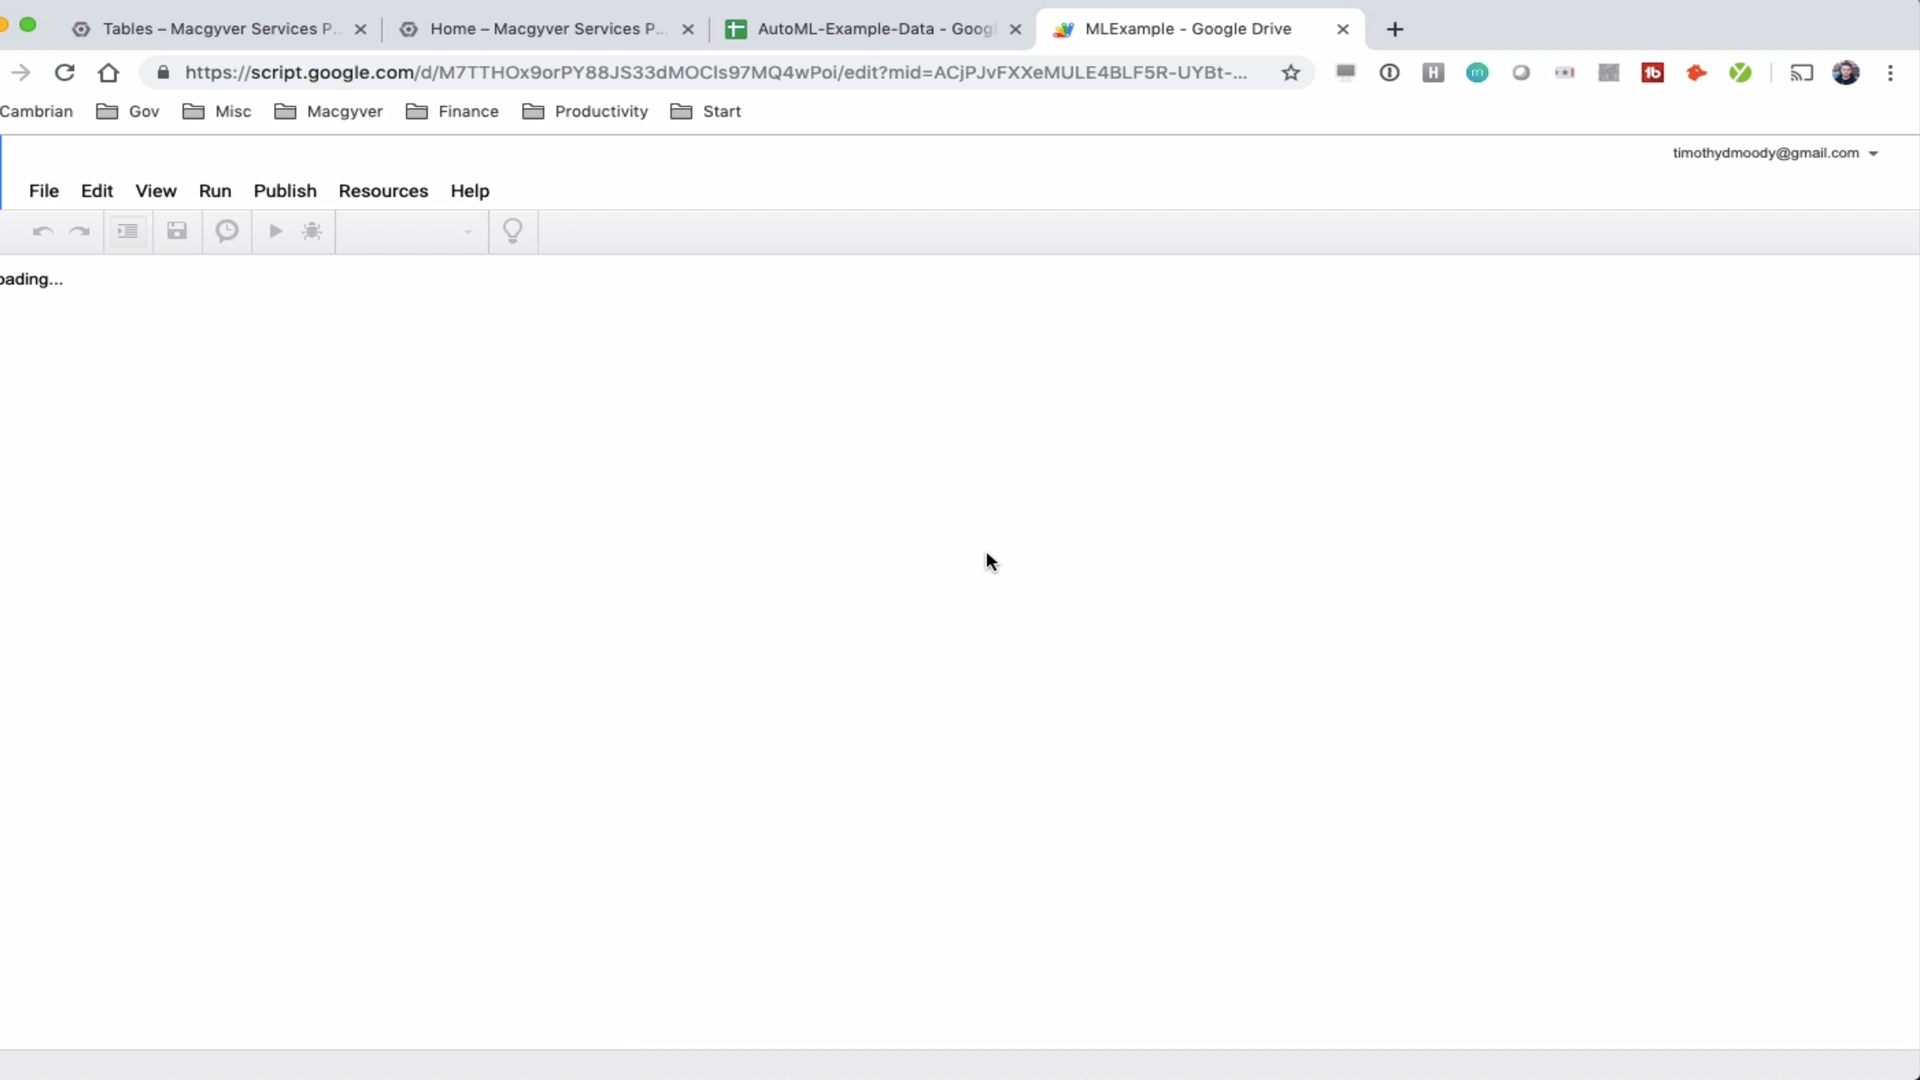 Tables – Macgyver Services P... Home – Macgyver Services P... AutoML-Example-Data - Goog MLExample - Google Drive
https://script.google.com/d/M7TTHOx9orPY88JS33dMOCIs97MQ4wPoi/edit?mid=ACjPJvFXXeMULE4BLF5R-UYBt-...
Cambrian Gov Misc Macgyver Finance Productivity Start
timothydmoody@gmail.com
File Edit View Run Publish Resources Help
oading...